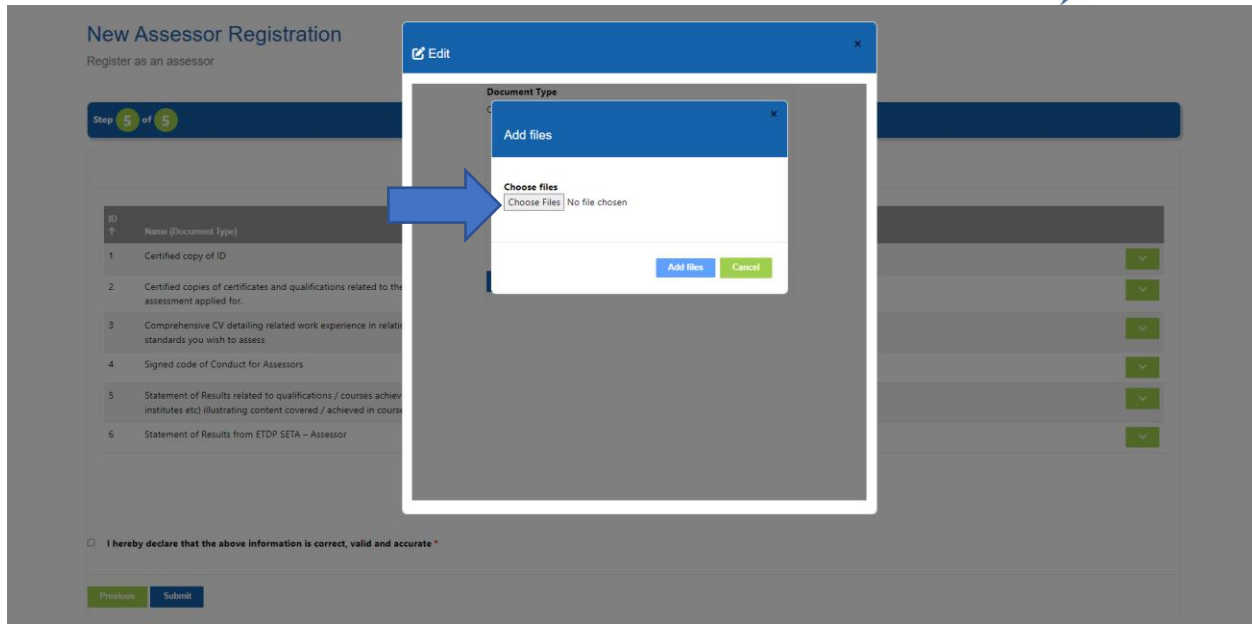 New Assessor Registration
Register as an assessor
Edit
×
Document Type
Step 5 of 5
Add files
×
Choose files
Choose Files No file chosen
Add files Cancel
ID
↑ Name (Document Type)
1 Certified copy of ID
2 Certified copies of certificates and qualifications related to the
assessment applied for.
3 Comprehensive CV detailing related work experience in relatio
standards you wish to assess
4 Signed code of Conduct for Assessors
5 Statement of Results related to qualifications / courses achiev
institutes etc) illustrating content covered / achieved in course
6 Statement of Results from ETDP SETA – Assessor
I hereby declare that the above information is correct, valid and accurate *
Previous Submit